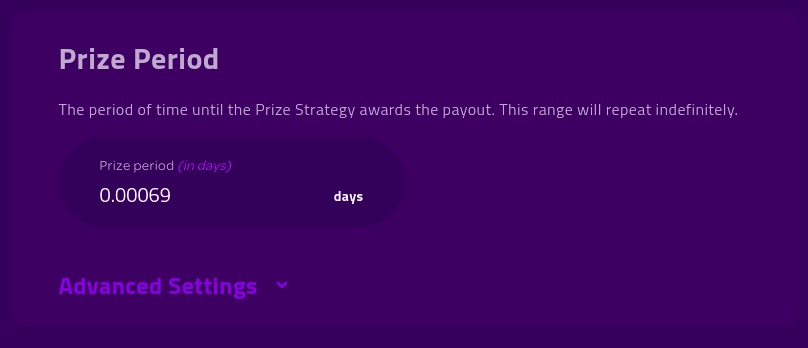 Prize Period
The period of time until the Prize Strategy awards the payout. This range will repeat indefinitely.
Prize period (in days)
0.00069 days
Advanced Settings